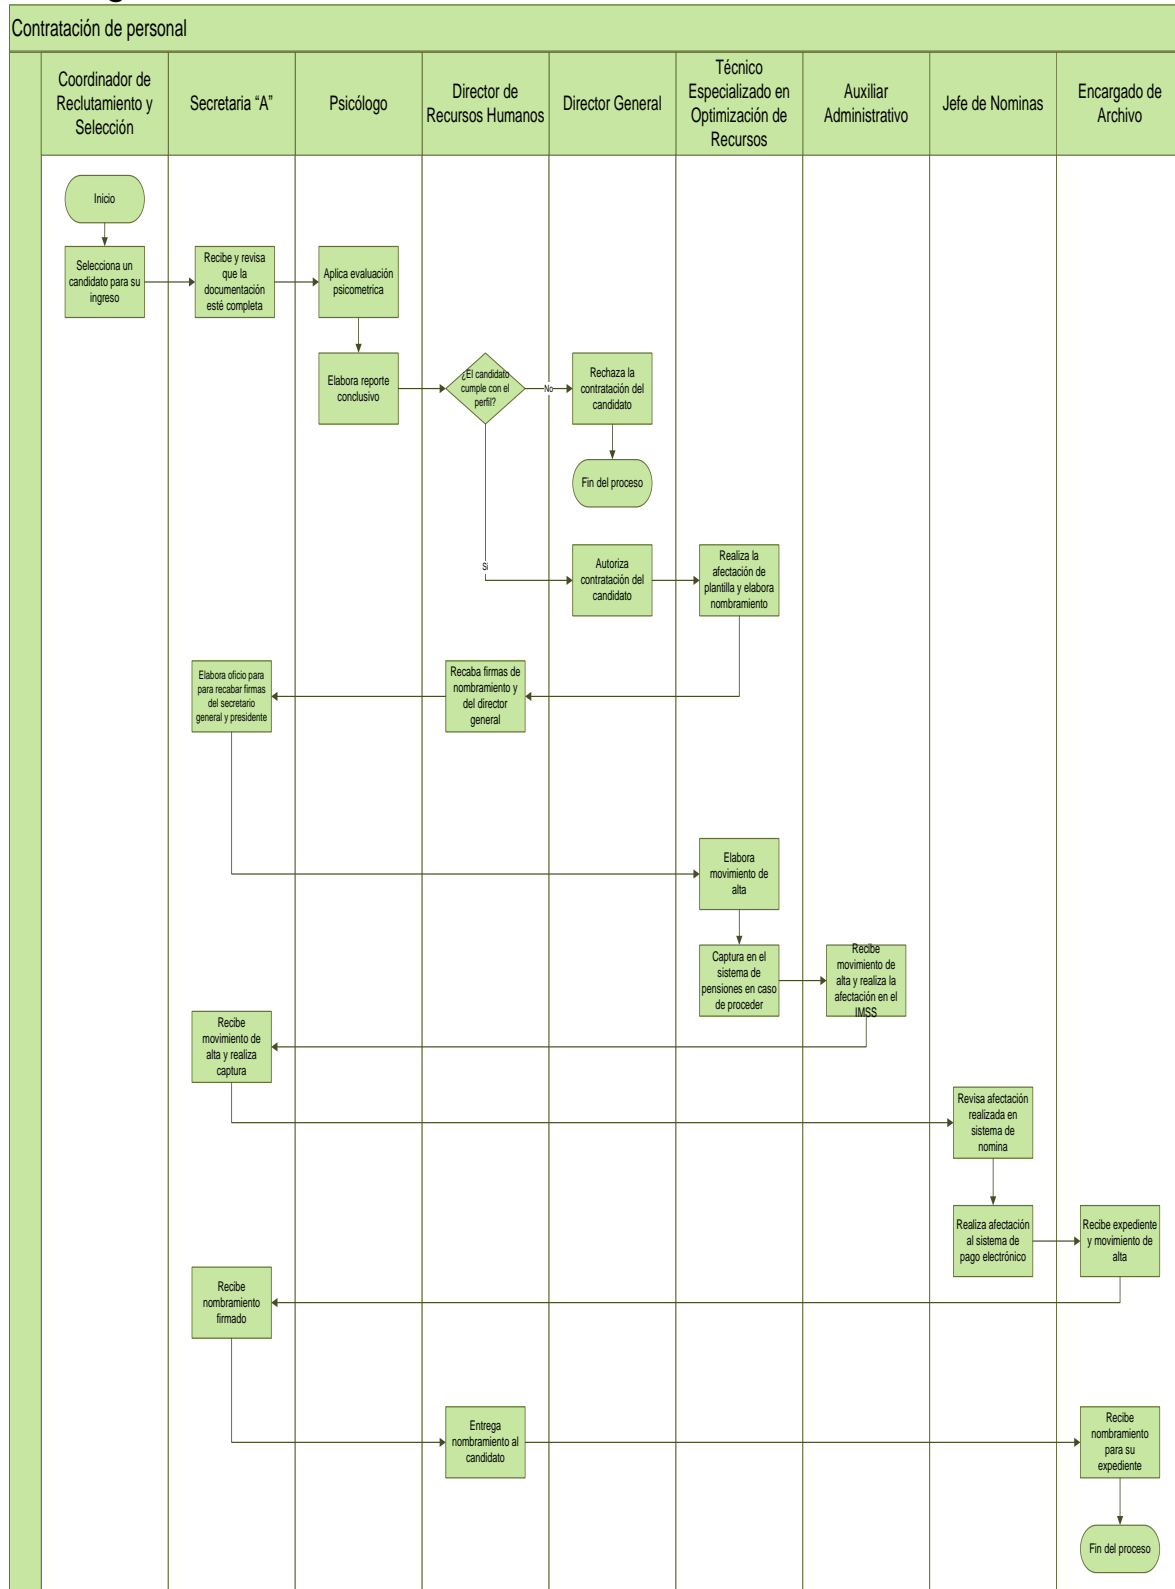 Contratación de personal
Coordinador de
Reclutamiento y
Selección
Secretaria “A”
Psicólogo
Director de
Recursos Humanos
Director General
Técnico
Especializado en
Optimización de
Recursos
Auxiliar
Administrativo
Jefe de Nominas
Encargado de
Archivo
Inicio
Selecciona un
candidato para su
ingreso
Recibe y revisa
que la
documentación
esté completa
Aplica evaluación
psicometrica
Elabora reporte
conclusivo
¿El candidato
cumple con el
perfil?
No
Rechaza la
contratación del
candidato
Fin del proceso
Si
Autoriza
contratación del
candidato
Realiza la
afectación de
plantilla y elabora
nombramiento
Recaba firmas de
nombramiento y
del director
general
Elabora oficio para
para recabar firmas
del secretario
general y presidente
Elabora
movimiento de
alta
Captura en el
sistema de
pensiones en caso
de proceder
Recibe
movimiento de
alta y realiza la
afectación en el
IMSS
Recibe
movimiento de
alta y realiza
captura
Revisa afectación
realizada en
sistema de
nomina
Realiza afectación
al sistema de
pago electrónico
Recibe expediente
y movimiento de
alta
Recibe
nombramiento
firmado
Entrega
nombramiento al
candidato
Recibe
nombramiento
para su
expediente
Fin del proceso